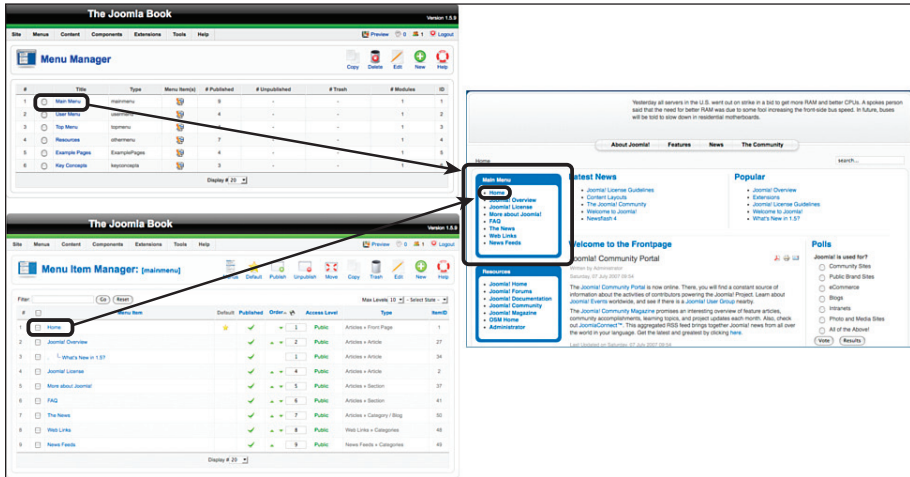 The Joomla Book
Version 1.5.9
Site Menus Content Components Extensions Tools Help
Preview 0 1 Logout
Menu Manager
Copy Delete Edit New Help
# Title Type Menu Item(s) # Published # Unpublished # Trash # Modules ID
1 Main Menu mainmenu 9 - - 1 1
2 User Menu usermenu 4 - 1 2
3 Top Menu topmenu - 1 3
4 Resources othermenu 7 - 1 4
5 Example Pages ExamplePages 4 - - 1 5
6 Key Concepts keyconcepts 3 - - 1
Display # 20
The Joomla Book
Version 1.5.9
Site Menus Content Components Extensions Tools Help
Preview 0 1 Logout
Menu Item Manager: [mainmenu]
Default Publish Unpublish Move Copy Trash Edit New Help
Filter: Go Reset
Max Levels 10 - Select State -
# Menu Item Default Published Order Access Level Type ItemID
1 Home 1 Public Articles » Front Page 1
2 Joomla! Overview 2 Public Articles » Article 27
3 What's New in 1.5? 1 Public Articles » Article 34
4 Joomla! License 4 Public Articles » Article 2
5 More about Joomla! 5 Public Articles » Section 37
6 FAQ 6 Public Articles » Section 41
7 The News 7 Public Articles » Category / Blog 50
8 Web Links 8 Public Web Links » Categories 48
9 News Feeds 9 Public News Feeds » Categories 49
Display # 20
Yesterday all servers in the U.S. went out on strike in a bid to get more RAM and better CPUs. A spokes person
said that the need for better RAM was due to some fool increasing the front-side bus speed. In future, buses
will be told to slow down in residential motherboards.
About Joomla! Features News The Community
Home
search...
Main Menu
Home
Joomla! Overview
Joomla! License
More about Joomla!
FAQ
The News
Web Links
News Feeds
Resources
Joomla! Home
Joomla! Forums
Joomla! Documentation
Joomla! Community
Joomla! Magazine
OSM Home
Administrator
Latest News
Joomla! License Guidelines
Content Layouts
The Joomla! Community
Welcome to Joomla!
Newsflash 4
Popular
Joomla! Overview
Extensions
Joomla! License Guidelines
Welcome to Joomla!
What's New in 1.5?
Welcome to the Frontpage
Joomla! Community Portal
Written by Administrator
Saturday, 07 July 2007 09:54
The Joomla! Community Portal is now online. There, you will find a constant source of
information about the activities of contributors powering the Joomla! Project. Learn about
Joomla! Events worldwide, and see if there is a Joomla! User Group nearby.
The Joomla! Community Magazine promises an interesting overview of feature articles,
community accomplishments, learning topics, and project updates each month. Also, check
out JoomlaConnect™. This aggregated RSS feed brings together Joomla! news from all over
the world in your language. Get the latest and greatest by clicking here.
Last Updated on Saturday, 07 July 2007 09:54
Polls
Joomla! is used for?
Community Sites
Public Brand Sites
eCommerce
Blogs
Intranets
Photo and Media Sites
All of the Above!
Vote Results